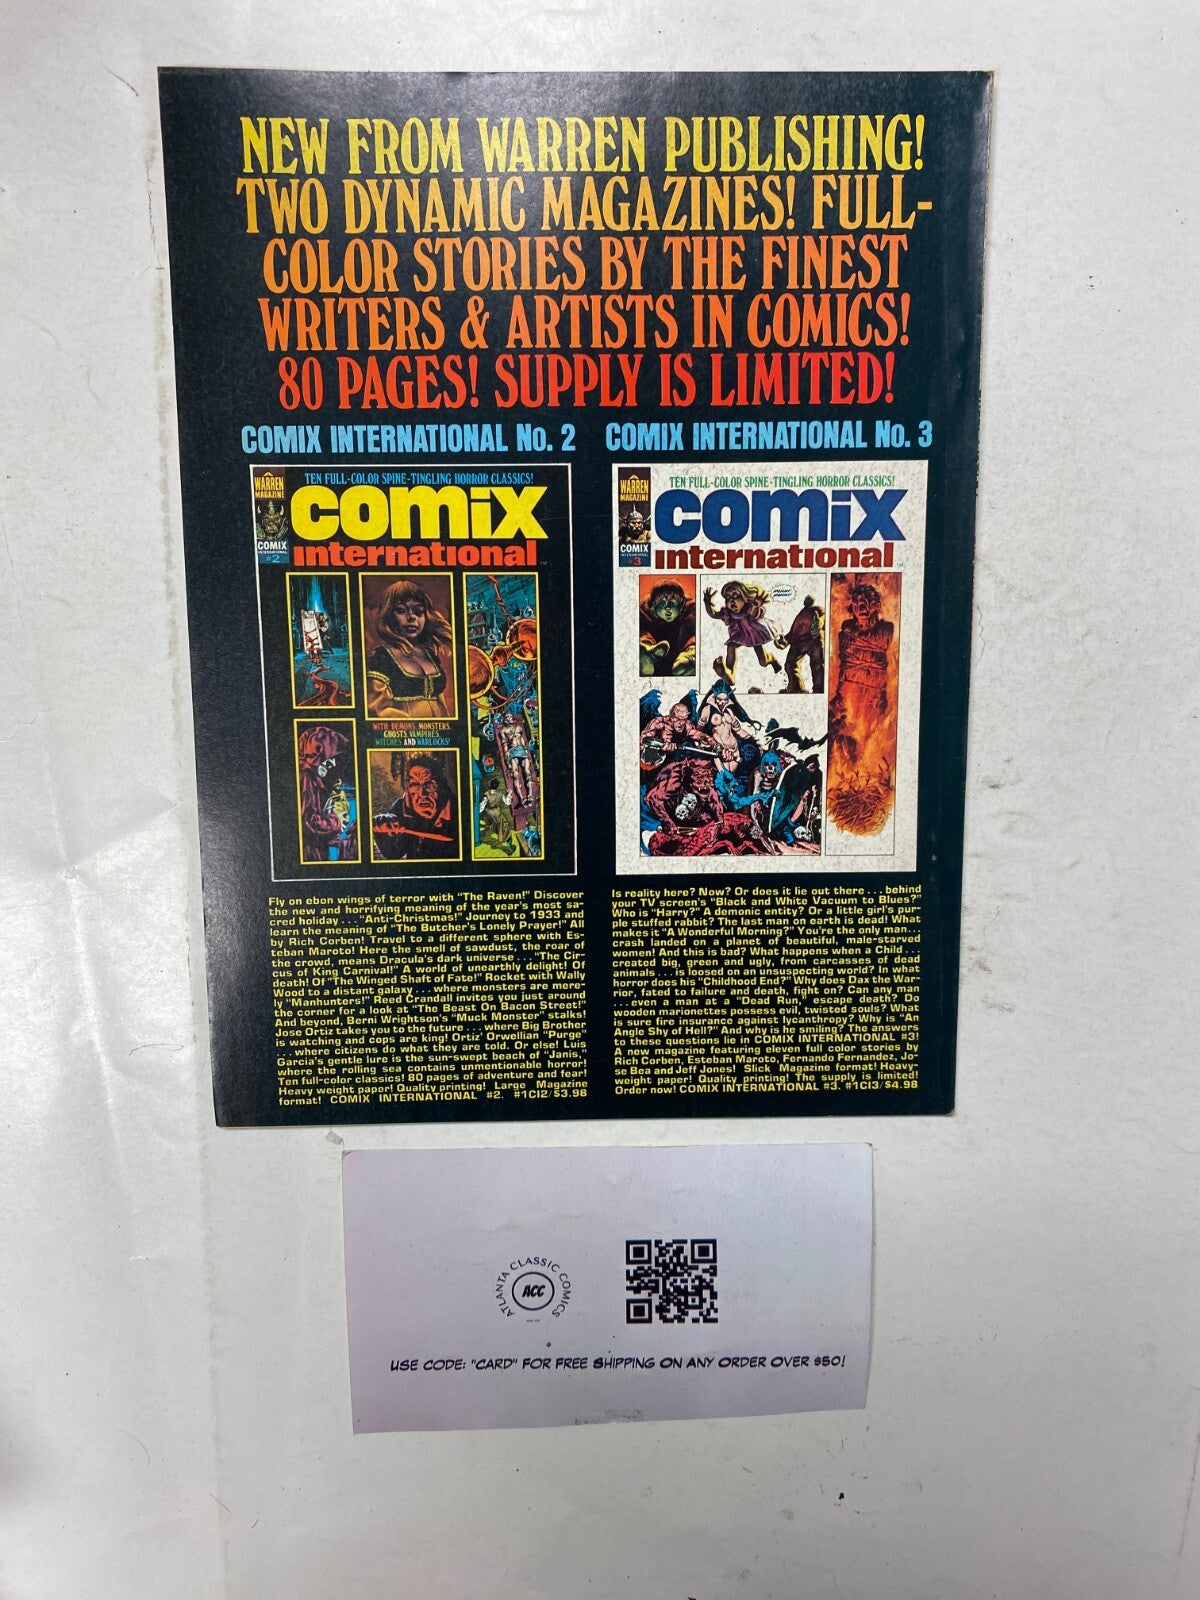 NEW FROM WARREN PUBLISHING!
TWO DYNAMIC MAGAZINES! FULL-
COLOR STORIES BY THE FINEST
WRITERS & ARTISTS IN COMICS!
80 PAGES! SUPPLY IS LIMITED!
COMIX INTERNATIONAL No. 2
WARREN
MAGAZINE
COMIX
INTERNATIONAL
#2
TEN FULL-COLOR SPINE-TINGLING HORROR CLASSICS!
comix
international
WITH: DEMONS, MONSTERS,
GHOSTS, VAMPIRES,
WITCHES AND WARLOCKS!
Fly on ebon wings of terror with "The Raven!" Discover
the new and horrifying meaning of the year's most sa-
cred holiday . . . "Anti-Christmas!" Journey to 1933 and
learn the meaning of "The Butcher's Lonely Prayer!" All
by Rich Corben! Travel to a different sphere with Es-
teban Maroto! Here the smell of sawdust, the roar of
the crowd, means Dracula's dark universe . . . "The Cir-
cus of King Carnival!" A world of unearthly delight! Of
death! Of "The Winged Shaft of Fate!" Rocket with Wally
Wood to a distant galaxy . . . where monsters are mere-
ly "Manhunters!" Reed Crandall invites you just around
the corner for a look at "The Beast On Bacon Street!"
And beyond, Berni Wrightson's "Muck Monster" stalks!
Jose Ortiz takes you to the future . . . where Big Brother
is watching and cops are king! Ortiz' Orwellian "Purge"
. . . where citizens do what they are told. Or else! Luis
Garcia's gentle lure is the sun-swept beach of "Janis,"
where the rolling sea contains unmentionable horror!
Ten full-color classics! 80 pages of adventure and fear!
Heavy weight paper! Quality printing! Large Magazine
format! COMIX INTERNATIONAL #2. #1CI2/$3.98
COMIX INTERNATIONAL No. 3
WARREN
MAGAZINE
COMIX
INTERNATIONAL
#3
TEN FULL-COLOR SPINE-TINGLING HORROR CLASSICS!
comix
international
Is reality here? Now? Or does it lie out there . . . behind
your TV screen's "Black and White Vacuum to Blues?"
Who is "Harry?" A demonic entity? Or a little girl's pur-
ple stuffed rabbit? The last man on earth is dead! What
makes it "A Wonderful Morning?" You're the only man . . .
crash landed on a planet of beautiful, male-starved
women! And this is bad? What happens when a Child . . .
created big, green and ugly, from carcasses of dead
animals . . . is loosed on an unsuspecting world? In what
horror does his "Childhood End?" Why does Dax the War-
rior, fated to failure and death, fight on? Can any man
. . . even a man at a "Dead Run," escape death? Do
wooden marionettes possess evil, twisted souls? What
is sure fire insurance against lycanthropy? Why is "An
Angle Shy of Hell?" And why is he smiling? The answers
to these questions lie in COMIX INTERNATIONAL #3!
A new magazine featuring eleven full color stories by
Rich Corben, Esteban Maroto, Fernando Fernandez, Jo-
se Bea and Jeff Jones! Slick Magazine format! Heavy-
weight paper! Quality printing! The supply is limited!
Order now! COMIX INTERNATIONAL #3. #1CI3/$4.98
ATLANTA CLASSIC COMICS
ACC
USE CODE: "CARD" FOR FREE SHIPPING ON ANY ORDER OVER $50!